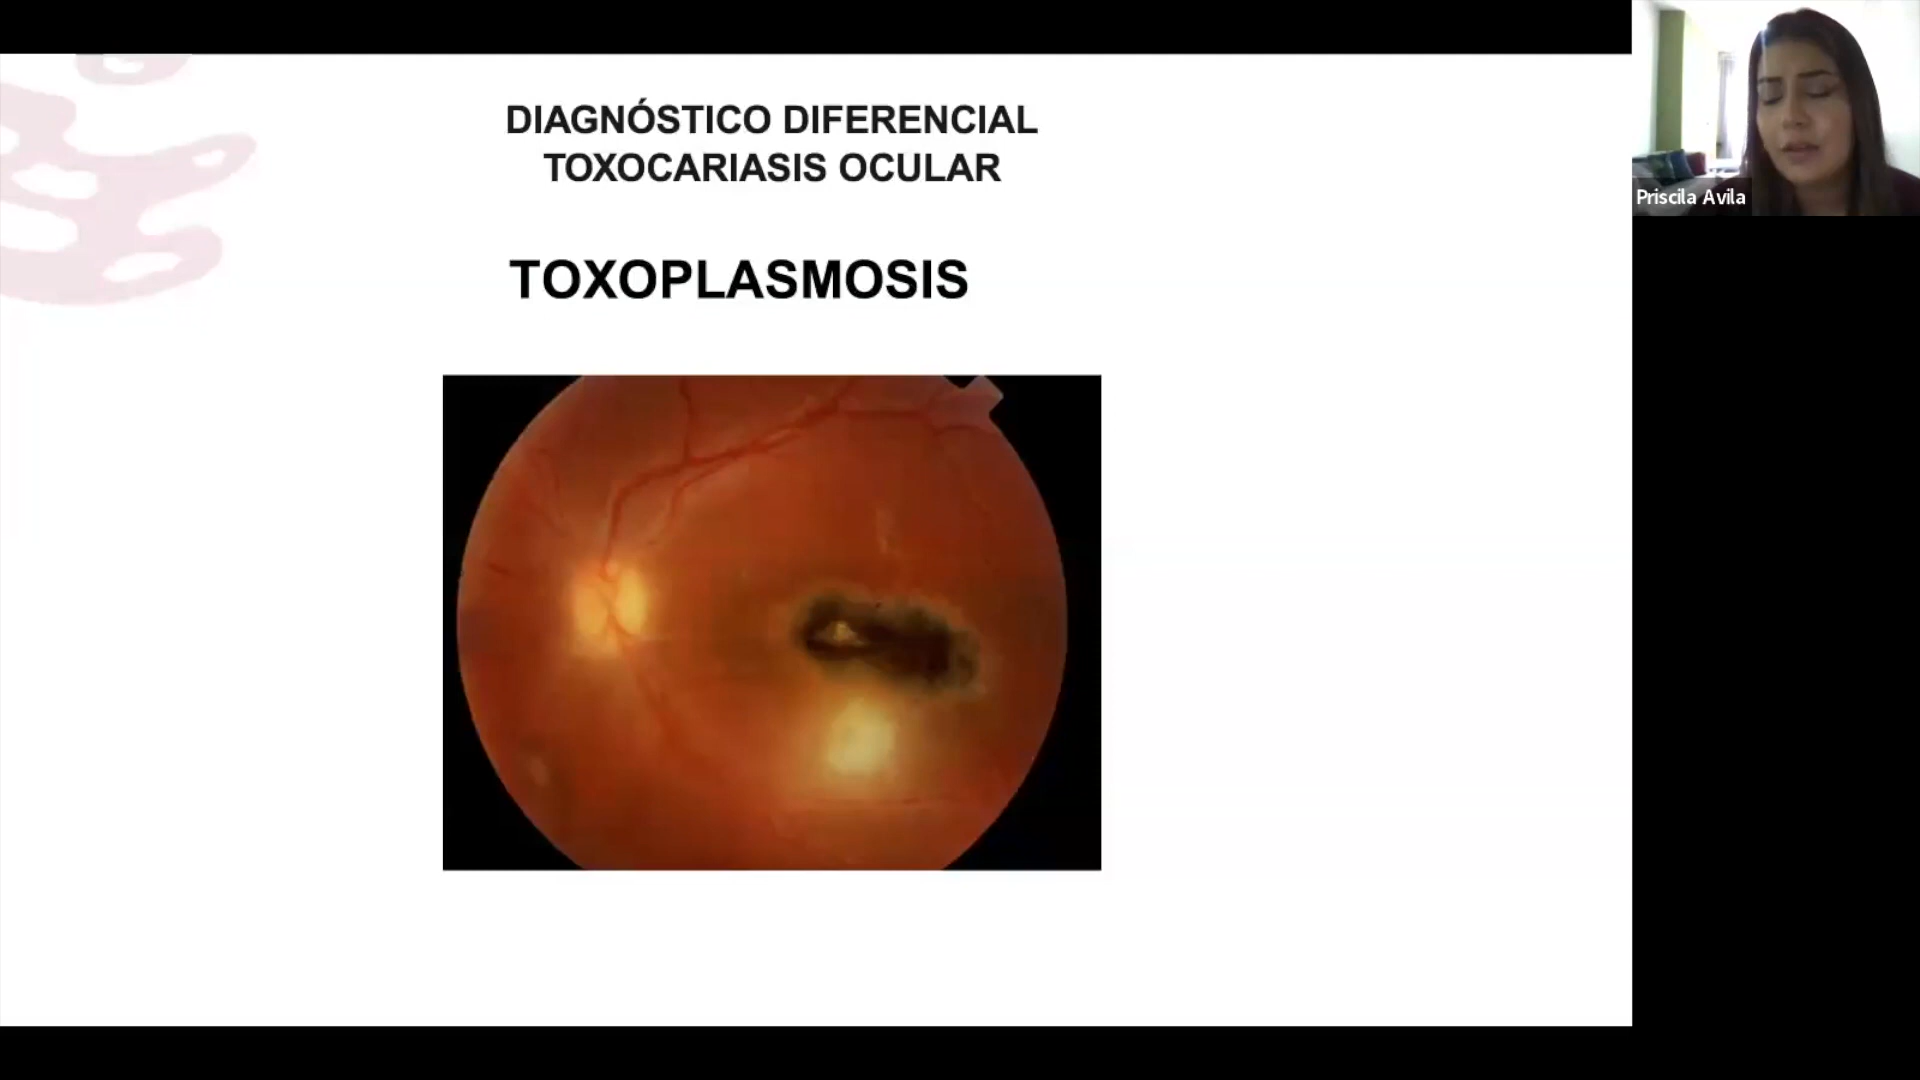 DIAGNÓSTICO DIFERENCIAL
TOXOCARIASIS OCULAR
TOXOPLASMOSIS
Priscila Avila